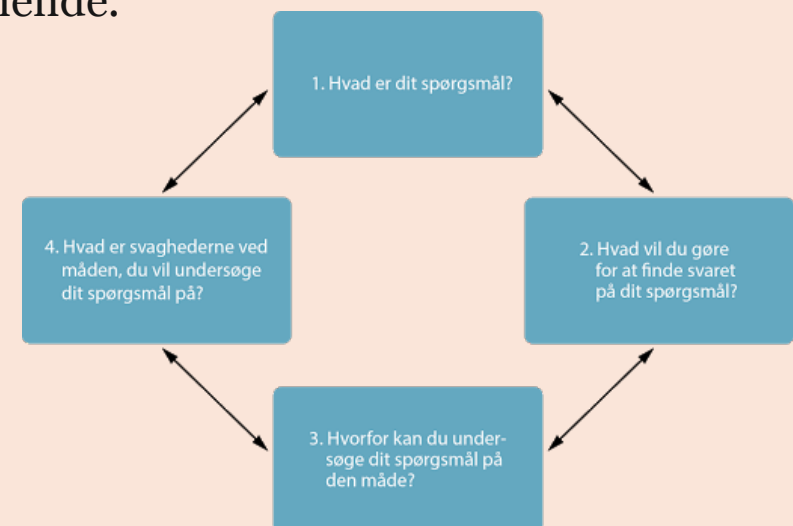 1. Hvad er dit spørgsmål?
4. Hvad er svaghederne ved
måden, du vil undersøge
dit spørgsmål på?
2. Hvad vil du gøre
for at finde svaret
på dit spørgsmål?
3. Hvorfor kan du under-
søge dit spørgsmål på
den måde?